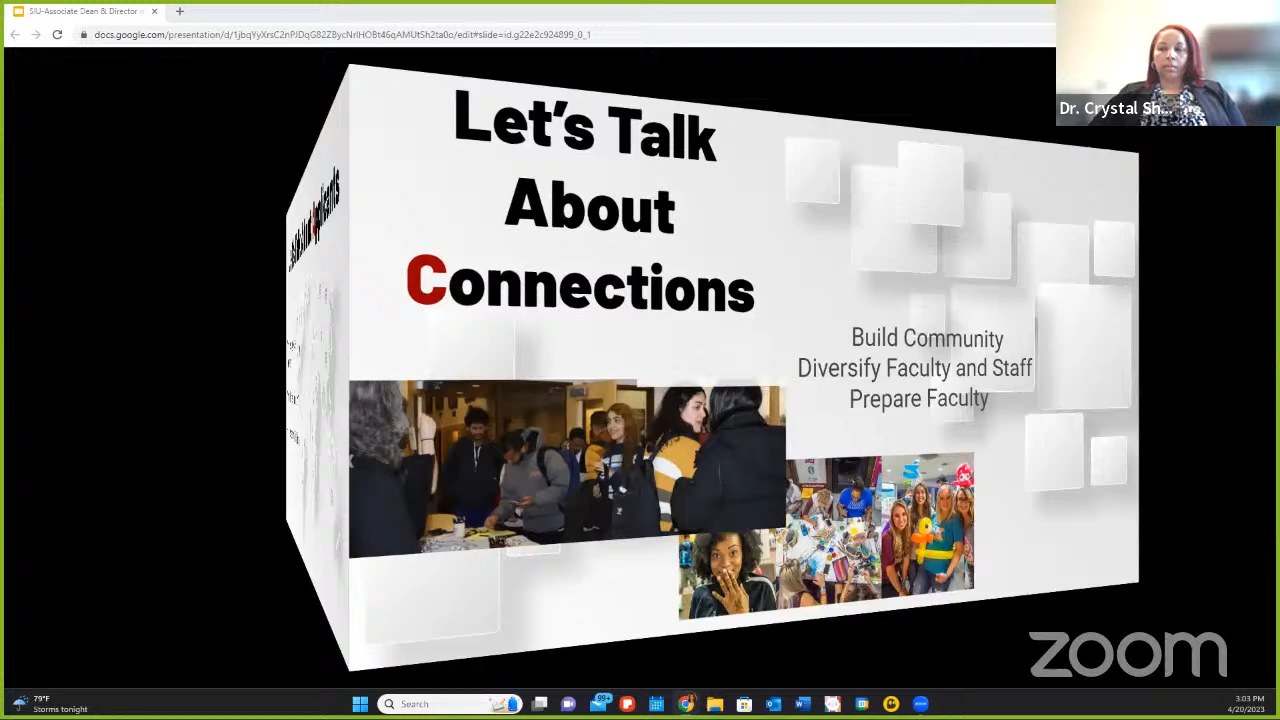 SIU-Associate Dean & Director
docs.google.com/presentation/d/1jbqYyXrsC2nPJDqG82ZBycNrIHOBt46qAMUtSh2ta0o/edit#slide=id.g22e2c924899_0_1
Dr. Crystal Sh...
Let's Talk
About
Connections
Build Community
Diversify Faculty and Staff
Prepare Faculty
zoom
79°F
Storms tonight
Search
99+
3:03 PM
4/20/2023